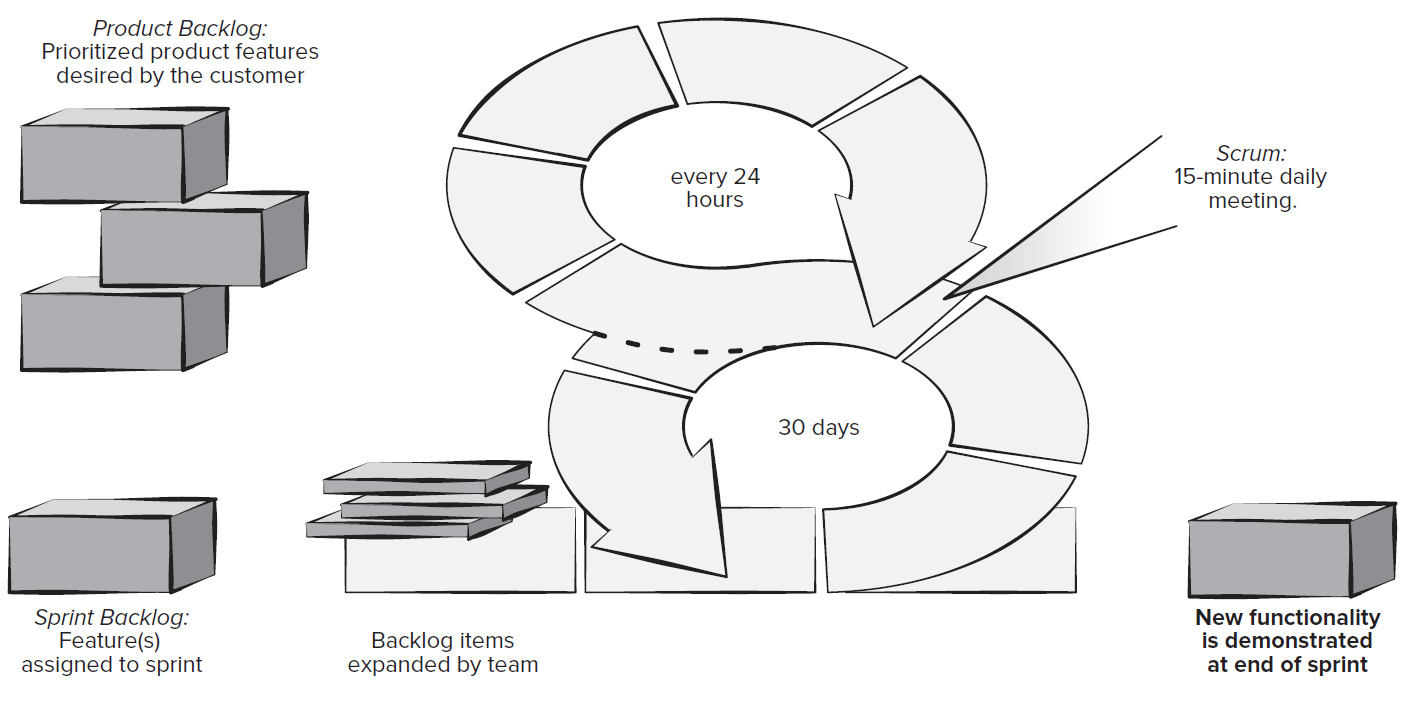 Product Backlog:
Prioritized product features
desired by the customer
every 24
hours
Scrum:
15-minute daily
meeting.
30 days
Sprint Backlog:
Feature(s)
assigned to sprint
Backlog items
expanded by team
New functionality
is demonstrated
at end of sprint